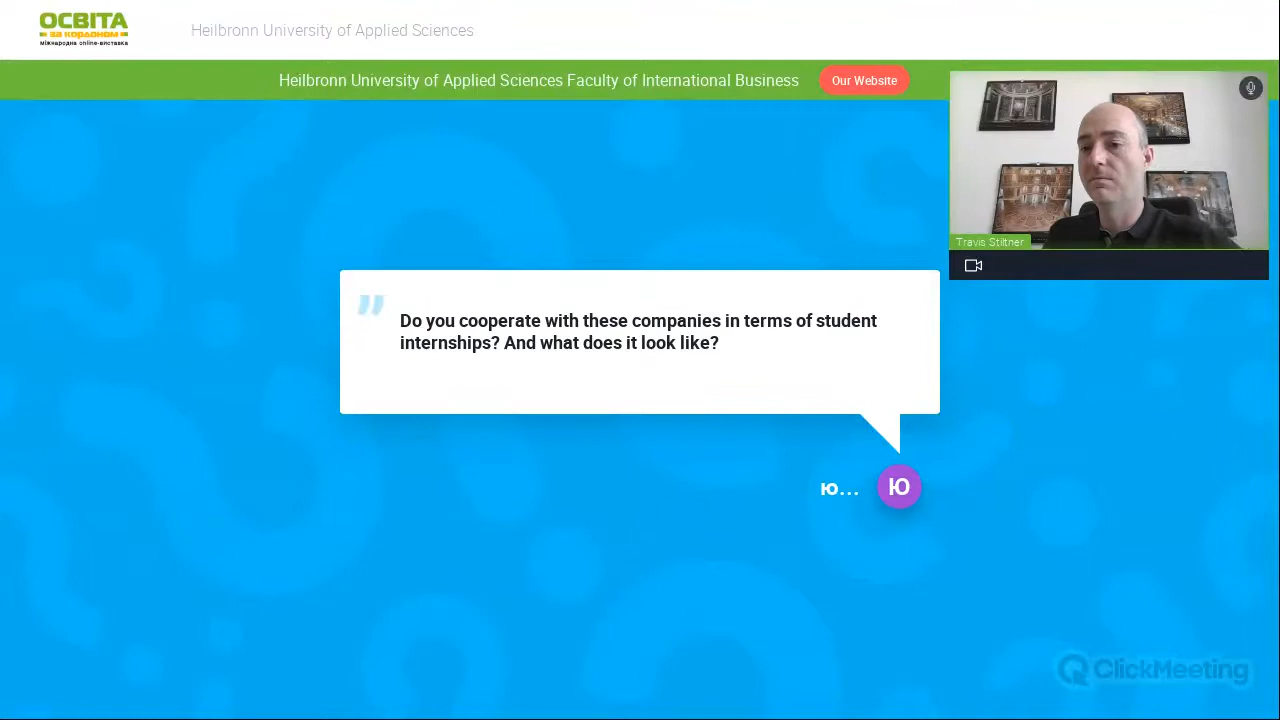 ОСВІТА
за кордоном
міжнародна online-виставка
Heilbronn University of Applied Sciences
Heilbronn University of Applied Sciences Faculty of International Business
Our Website
Travis Stiltner
"
Do you cooperate with these companies in terms of student
internships? And what does it look like?
ю...
Ю
ClickMeeting